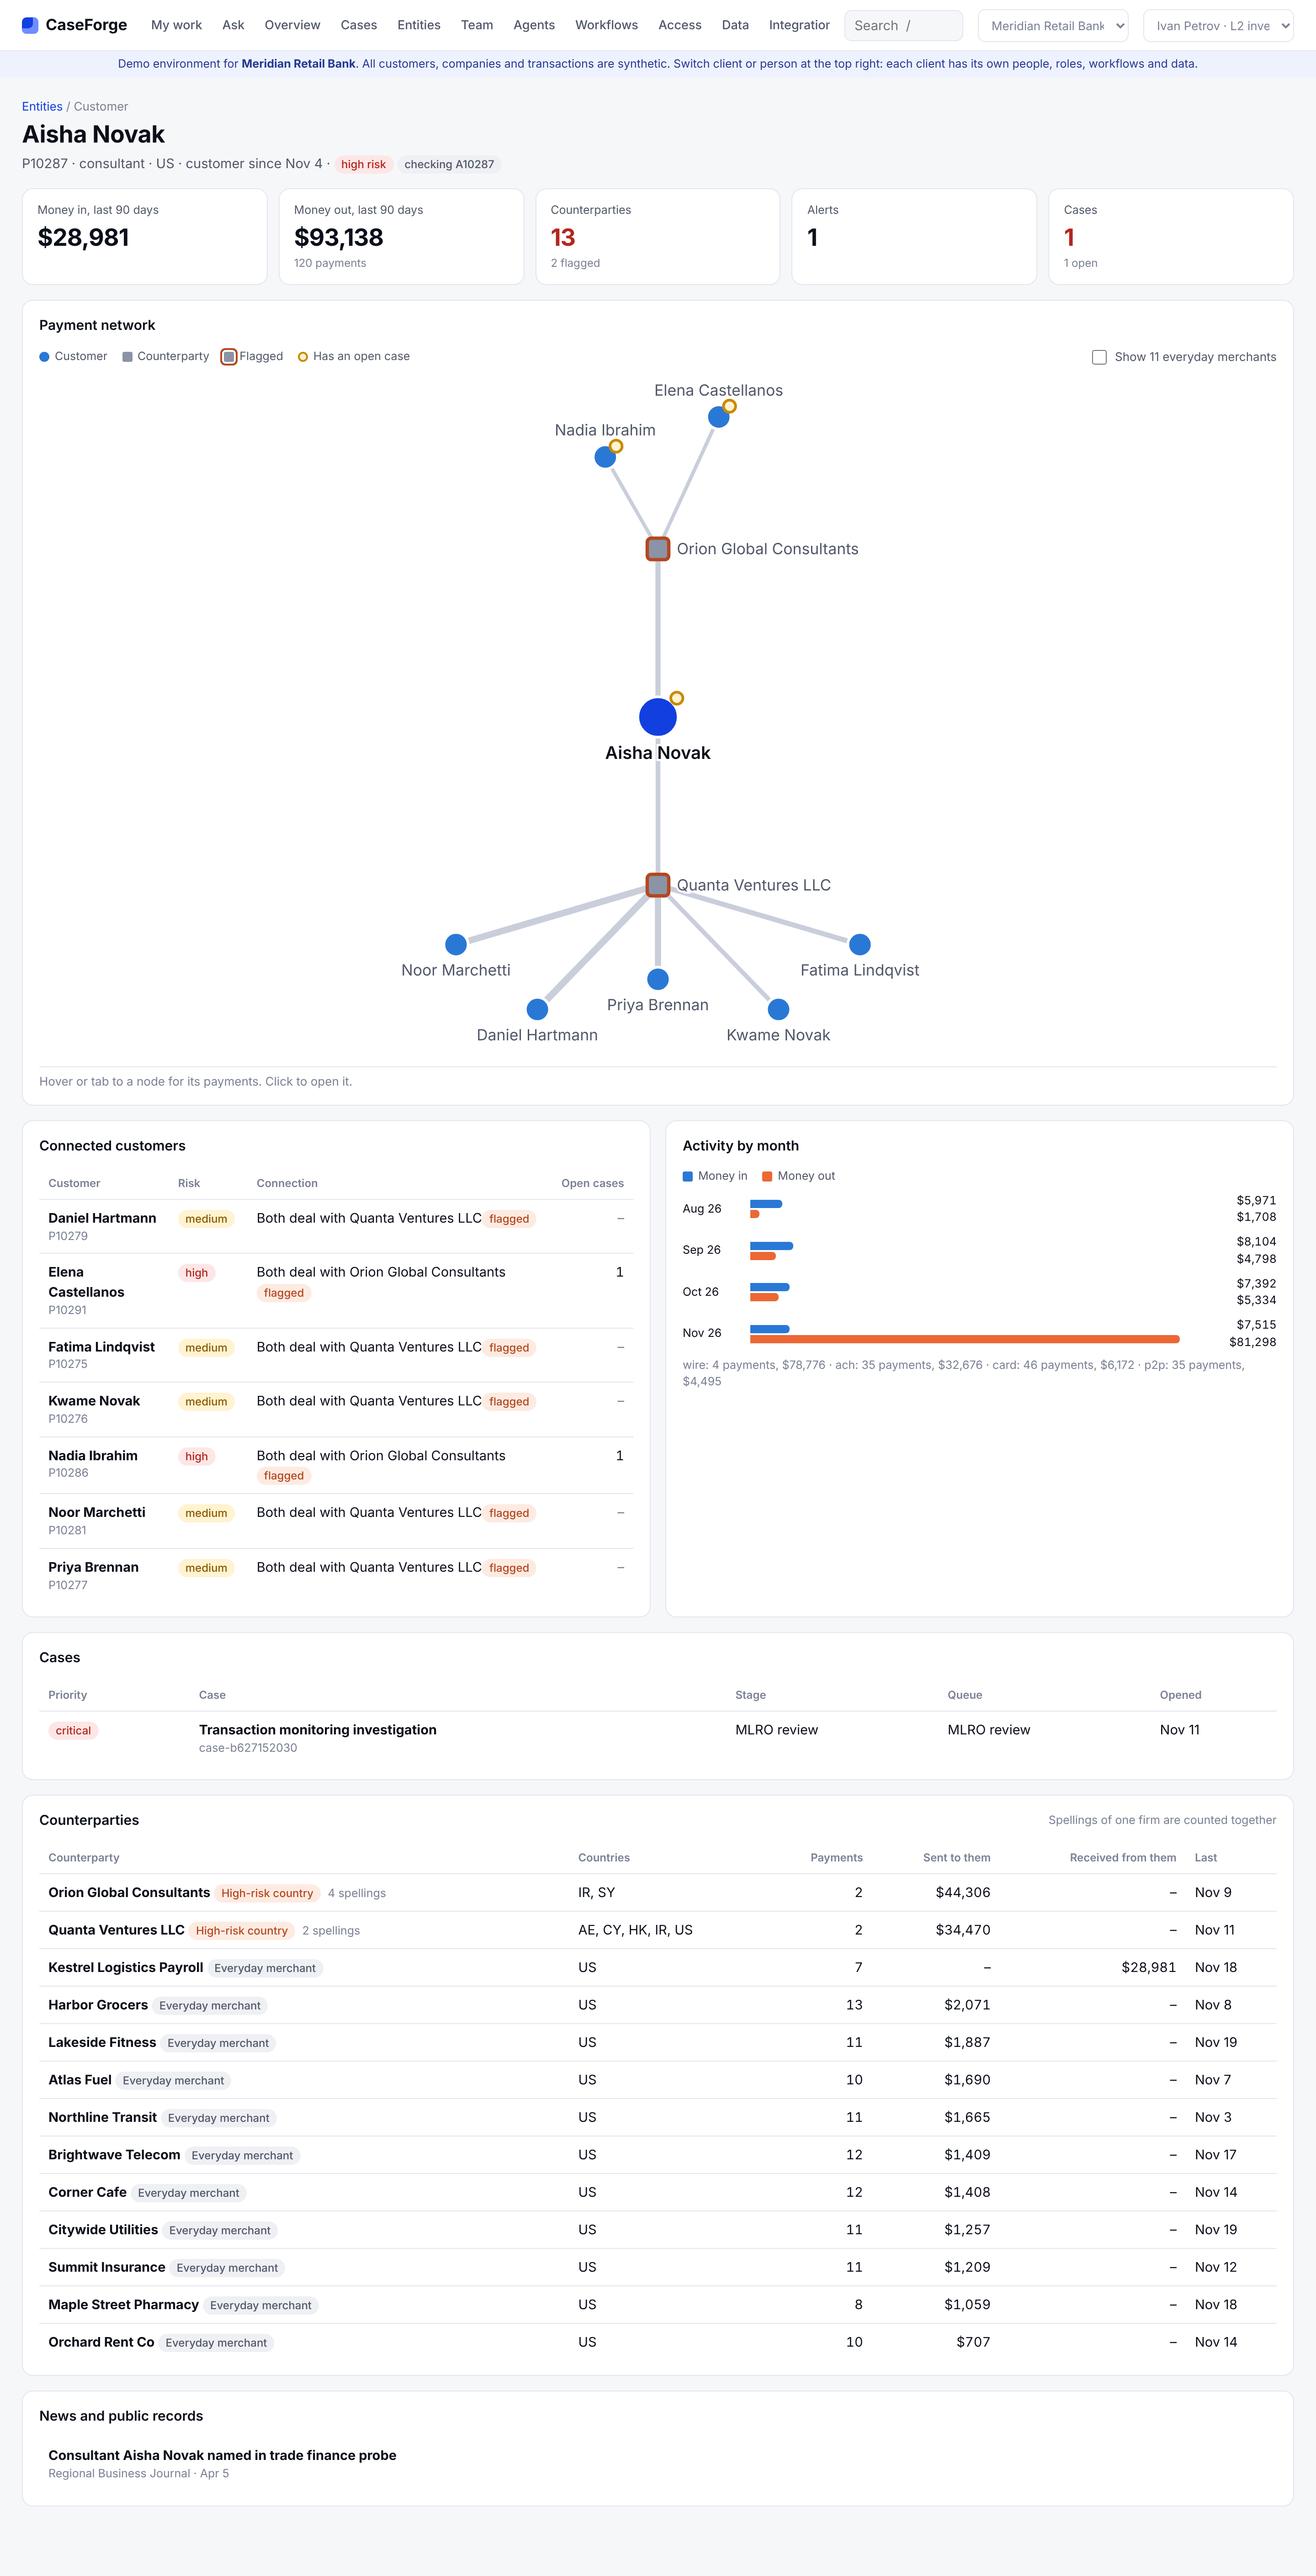 CaseForge My work Ask Overview Cases Entities Team Agents Workflows Access Data Integration Search / Meridian Retail Bank Ivan Petrov · L2 inve
Demo environment for Meridian Retail Bank. All customers, companies and transactions are synthetic. Switch client or person at the top right: each client has its own people, roles, workflows and data.
Entities / Customer
Aisha Novak
P10287 · consultant · US · customer since Nov 4 · high risk checking A10287
Money in, last 90 days
$28,981
Money out, last 90 days
$93,138
120 payments
Counterparties
13
2 flagged
Alerts
1
Cases
1
1 open
Payment network
Customer Counterparty Flagged Has an open case Show 11 everyday merchants
Elena Castellanos
Nadia Ibrahim
Orion Global Consultants
Aisha Novak
Quanta Ventures LLC
Noor Marchetti
Fatima Lindqvist
Priya Brennan
Daniel Hartmann
Kwame Novak
Hover or tab to a node for its payments. Click to open it.
Connected customers
Customer Risk Connection Open cases
Daniel Hartmann medium Both deal with Quanta Ventures LLC flagged –
P10279
Elena Castellanos high Both deal with Orion Global Consultants flagged 1
P10291
Fatima Lindqvist medium Both deal with Quanta Ventures LLC flagged –
P10275
Kwame Novak medium Both deal with Quanta Ventures LLC flagged –
P10276
Nadia Ibrahim high Both deal with Orion Global Consultants flagged 1
P10286
Noor Marchetti medium Both deal with Quanta Ventures LLC flagged –
P10281
Priya Brennan medium Both deal with Quanta Ventures LLC flagged –
P10277
Activity by month
Money in Money out
Aug 26 $5,971
$1,708
Sep 26 $8,104
$4,798
Oct 26 $7,392
$5,334
Nov 26 $7,515
$81,298
wire: 4 payments, $78,776 · ach: 35 payments, $32,676 · card: 46 payments, $6,172 · p2p: 35 payments,
$4,495
Cases
Priority Case Stage Queue Opened
critical Transaction monitoring investigation MLRO review MLRO review Nov 11
case-b627152030
Counterparties Spellings of one firm are counted together
Counterparty Countries Payments Sent to them Received from them Last
Orion Global Consultants High-risk country 4 spellings IR, SY 2 $44,306 – Nov 9
Quanta Ventures LLC High-risk country 2 spellings AE, CY, HK, IR, US 2 $34,470 – Nov 11
Kestrel Logistics Payroll Everyday merchant US 7 – $28,981 Nov 18
Harbor Grocers Everyday merchant US 13 $2,071 – Nov 8
Lakeside Fitness Everyday merchant US 11 $1,887 – Nov 19
Atlas Fuel Everyday merchant US 10 $1,690 – Nov 7
Northline Transit Everyday merchant US 11 $1,665 – Nov 3
Brightwave Telecom Everyday merchant US 12 $1,409 – Nov 17
Corner Cafe Everyday merchant US 12 $1,408 – Nov 14
Citywide Utilities Everyday merchant US 11 $1,257 – Nov 19
Summit Insurance Everyday merchant US 11 $1,209 – Nov 12
Maple Street Pharmacy Everyday merchant US 8 $1,059 – Nov 18
Orchard Rent Co Everyday merchant US 10 $707 – Nov 14
News and public records
Consultant Aisha Novak named in trade finance probe
Regional Business Journal · Apr 5